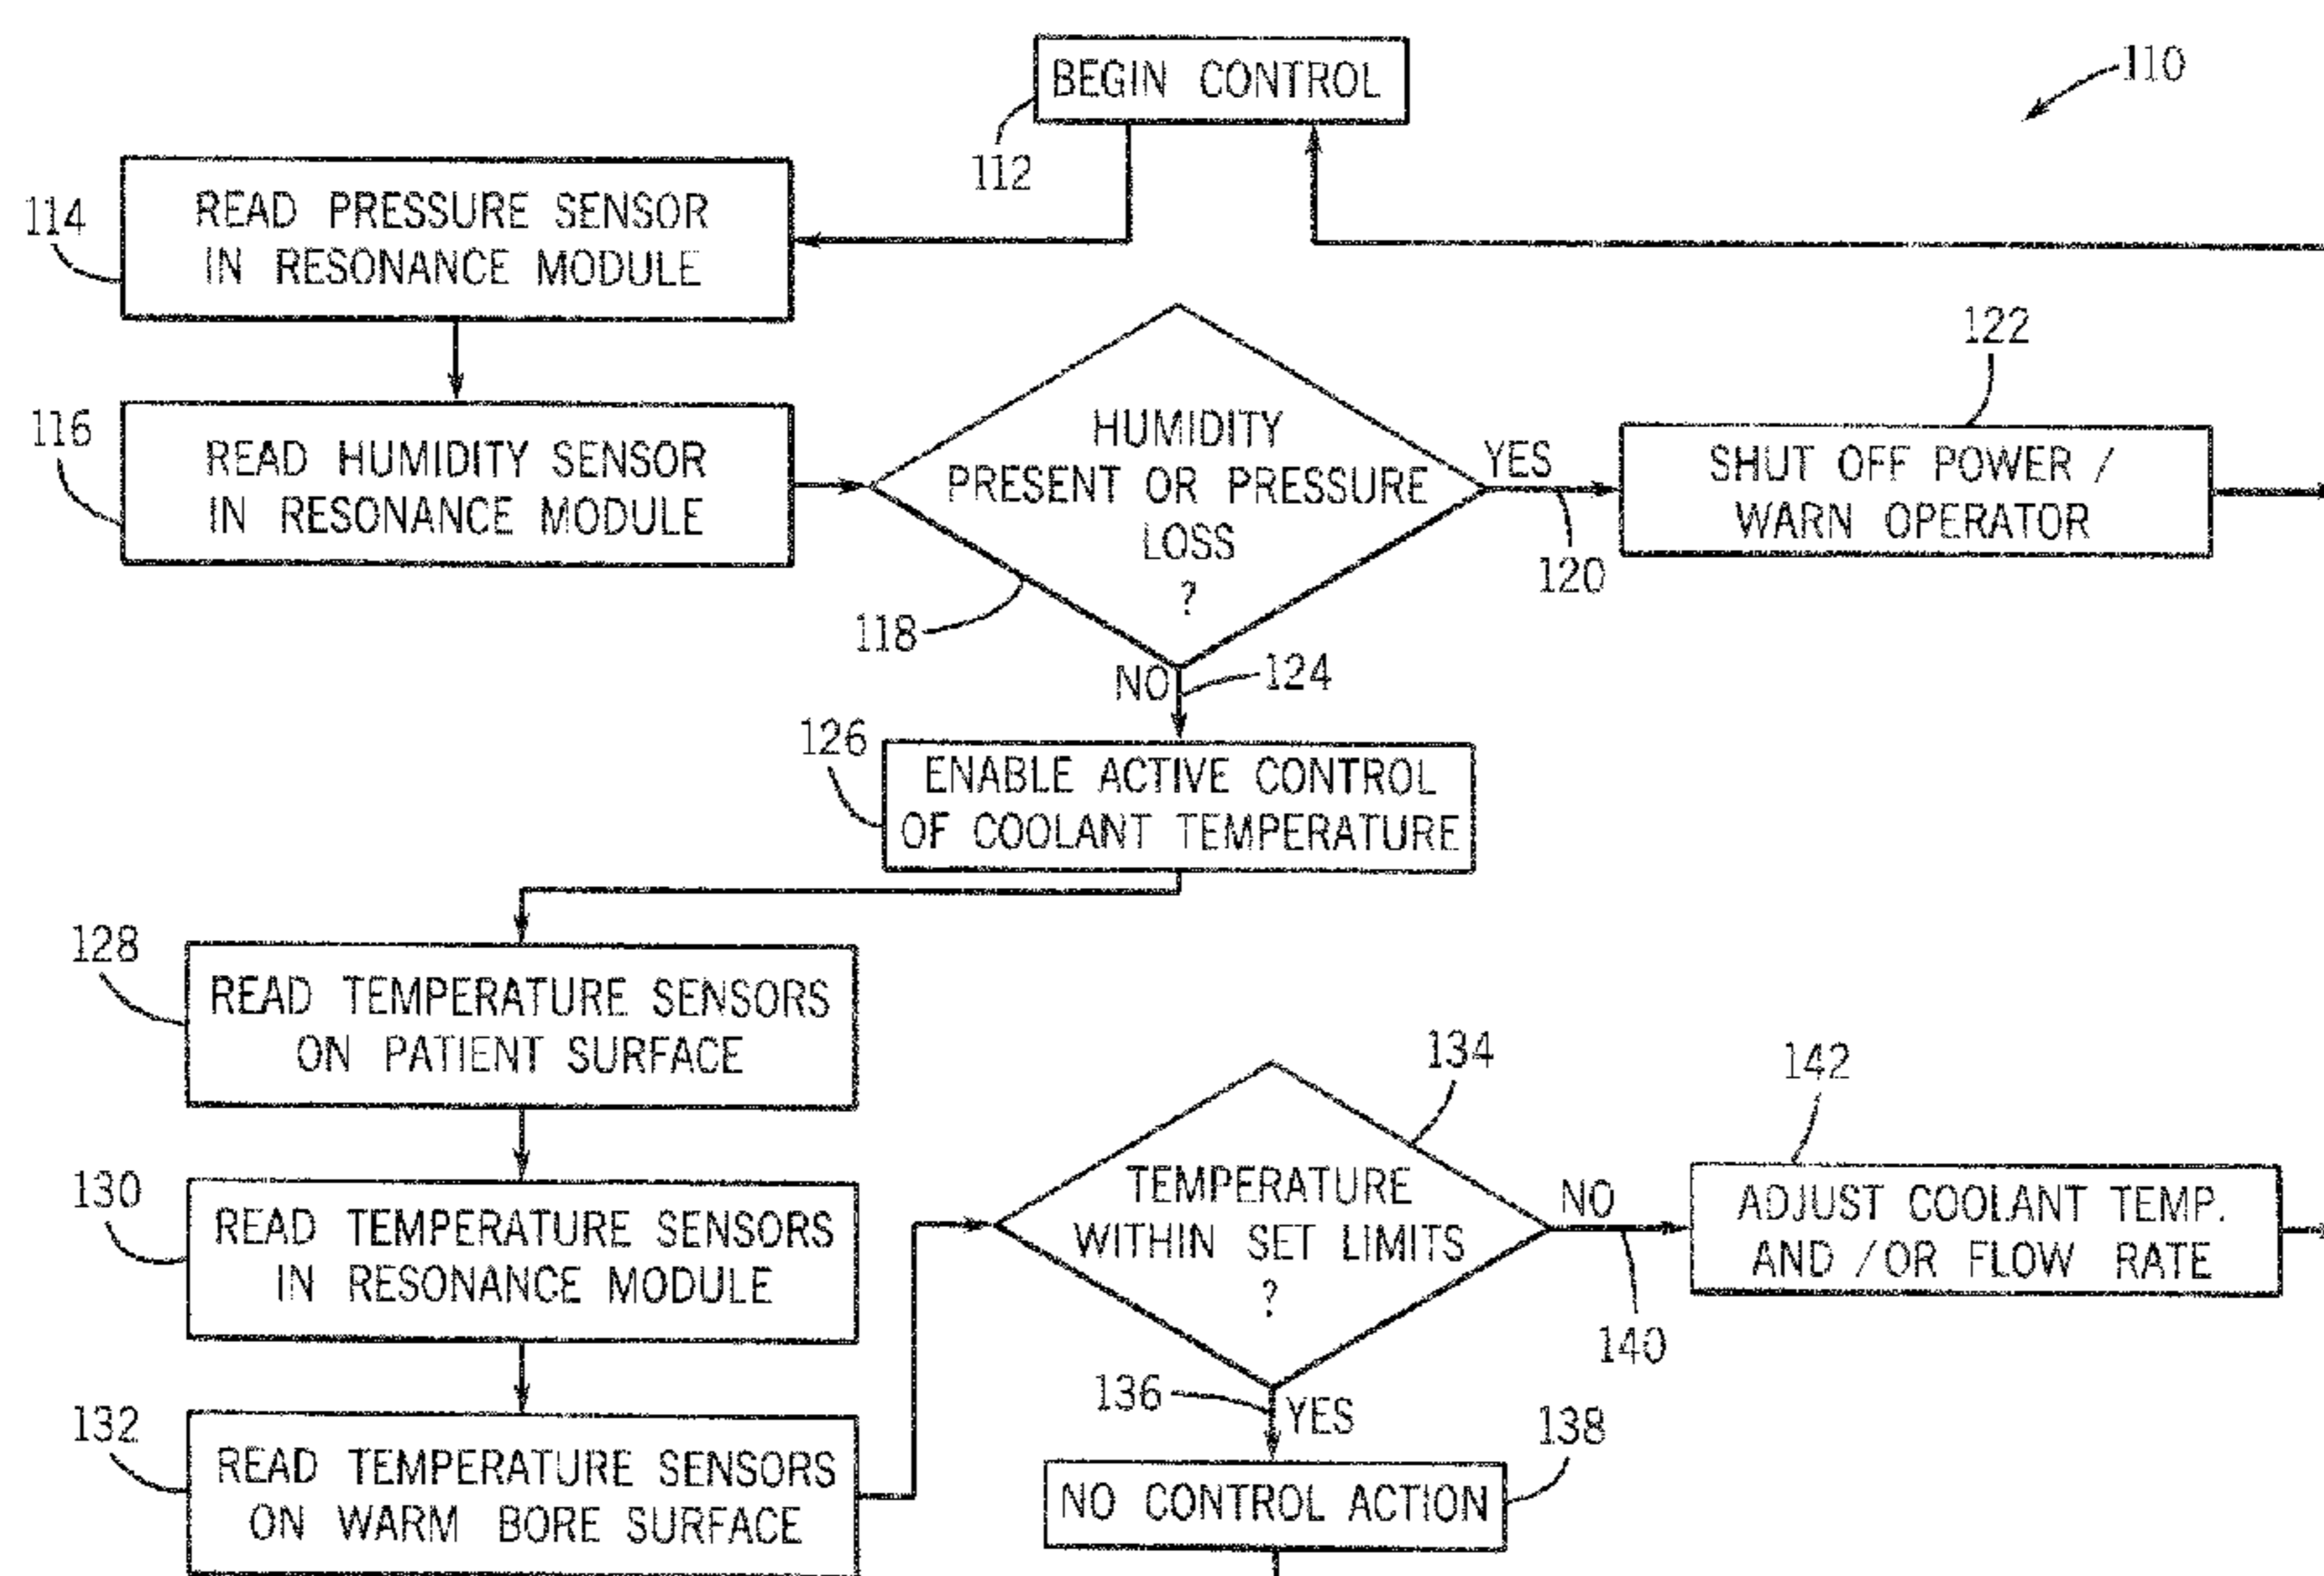 BEGIN CONTROL
110
112
114
READ PRESSURE SENSOR
IN RESONANCE MODULE
116
READ HUMIDITY SENSOR
IN RESONANCE MODULE
HUMIDITY
PRESENT OR PRESSURE
LOSS
?
118
YES
120
122
SHUT OFF POWER /
WARN OPERATOR
NO
124
126
ENABLE ACTIVE CONTROL
OF COOLANT TEMPERATURE
128
READ TEMPERATURE SENSORS
ON PATIENT SURFACE
130
READ TEMPERATURE SENSORS
IN RESONANCE MODULE
132
READ TEMPERATURE SENSORS
ON WARM BORE SURFACE
134
TEMPERATURE
WITHIN SET LIMITS
?
NO
140
142
ADJUST COOLANT TEMP.
AND /OR FLOW RATE
136
YES
138
NO CONTROL ACTION